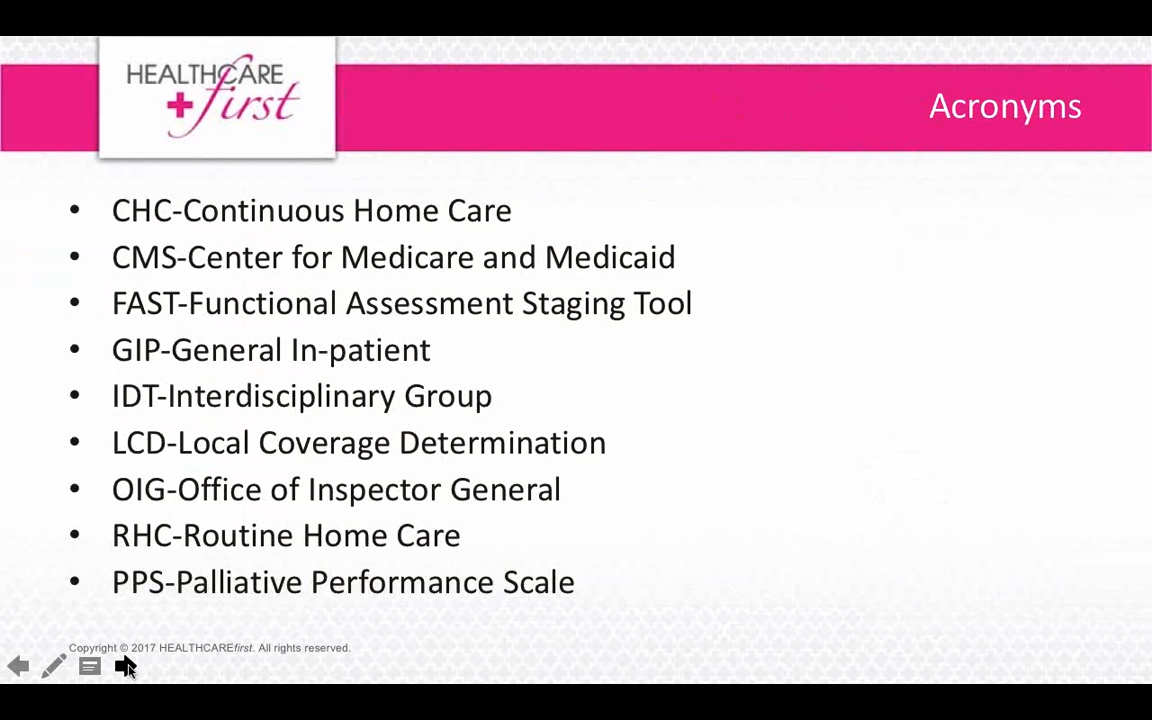 HEALTHCARE
first
Acronyms
• CHC-Continuous Home Care
• CMS-Center for Medicare and Medicaid
• FAST-Functional Assessment Staging Tool
• GIP-General In-patient
• IDT-Interdisciplinary Group
• LCD-Local Coverage Determination
• OIG-Office of Inspector General
• RHC-Routine Home Care
• PPS-Palliative Performance Scale
Copyright © 2017 HEALTHCAREfirst. All rights reserved.